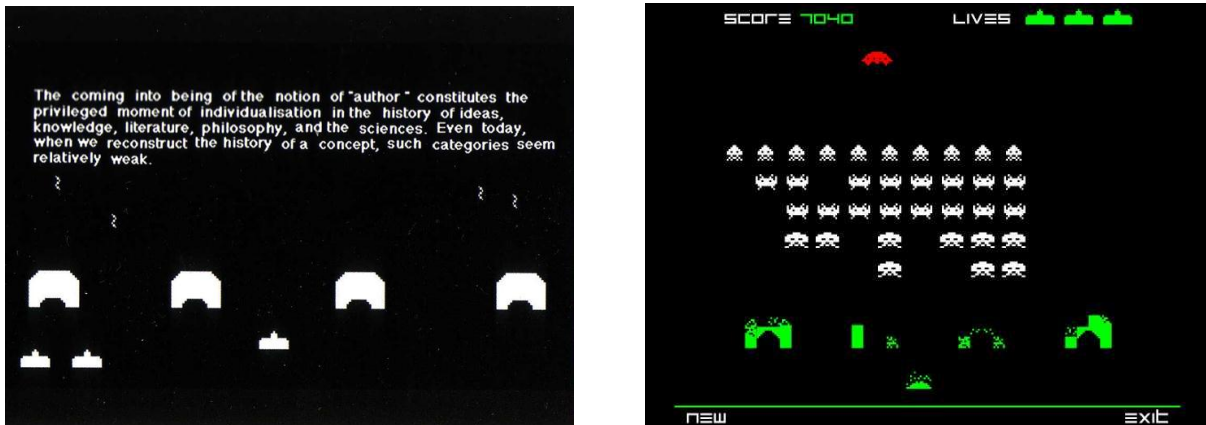 The coming into being of the notion of "author" constitutes the
privileged moment of individualisation in the history of ideas,
knowledge, literature, philosophy, and the sciences. Even today,
when we reconstruct the history of a concept, such categories seem
relatively weak.
SCORE 7040 LIVES
NEW EXIT